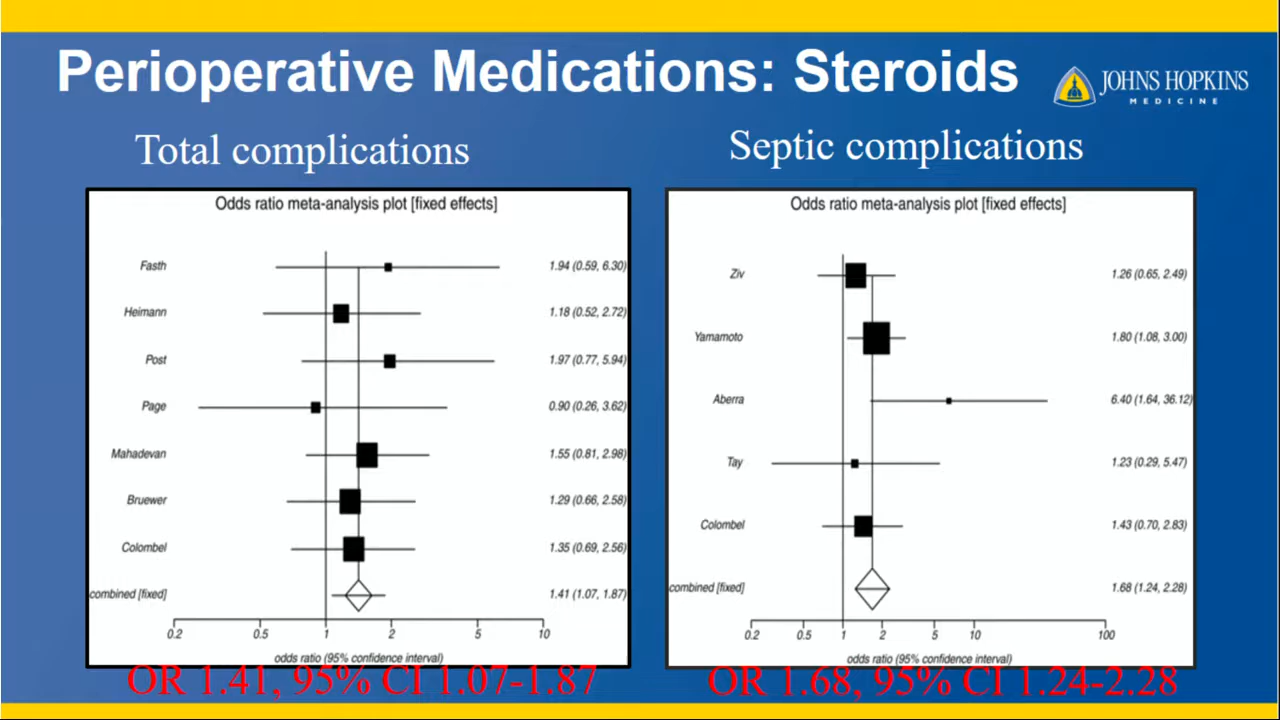 Perioperative Medications: Steroids
JOHNS HOPKINS
MEDICINE
Total complications
Septic complications
Odds ratio meta-analysis plot [fixed effects]
Fasth 1.94 (0.59, 6.30)
Heimann 1.18 (0.52, 2.72)
Post 1.97 (0.77, 5.94)
Page 0.90 (0.26, 3.62)
Mahadevan 1.55 (0.81, 2.98)
Bruewer 1.29 (0.66, 2.58)
Colombel 1.35 (0.69, 2.56)
combined [fixed] 1.41 (1.07, 1.87)
0.2 0.5 1 2 5 10
odds ratio (95% confidence interval)
OR 1.41, 95% CI 1.07-1.87
Odds ratio meta-analysis plot [fixed effects]
Ziv 1.26 (0.65, 2.49)
Yamamoto 1.80 (1.08, 3.00)
Aberra 6.40 (1.64, 36.12)
Tay 1.23 (0.29, 5.47)
Colombel 1.43 (0.70, 2.83)
combined [fixed] 1.68 (1.24, 2.28)
0.2 0.5 1 2 5 10 100
odds ratio (95% confidence interval)
OR 1.68, 95% CI 1.24-2.28